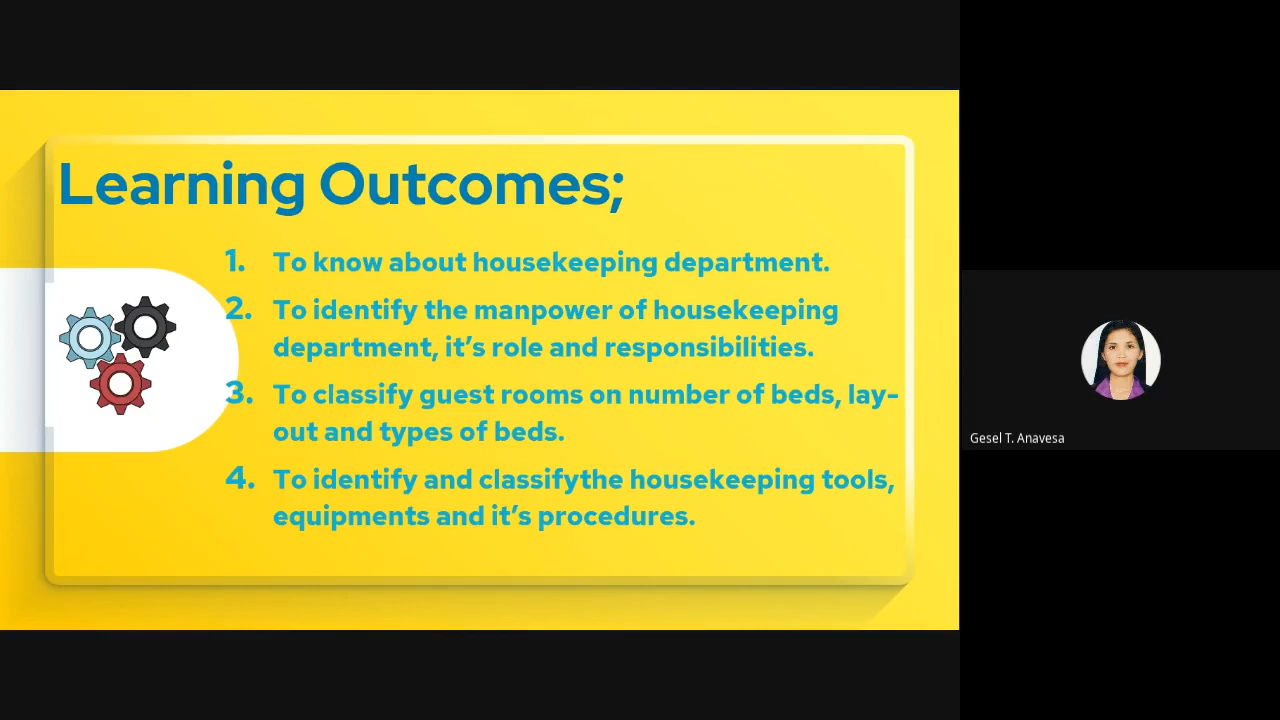 Learning Outcomes;
1. To know about housekeeping department.
2. To identify the manpower of housekeeping
department, it’s role and responsibilities.
3. To classify guest rooms on number of beds, lay-
out and types of beds.
4. To identify and classifythe housekeeping tools,
equipments and it’s procedures.
Gesel T. Anavesa